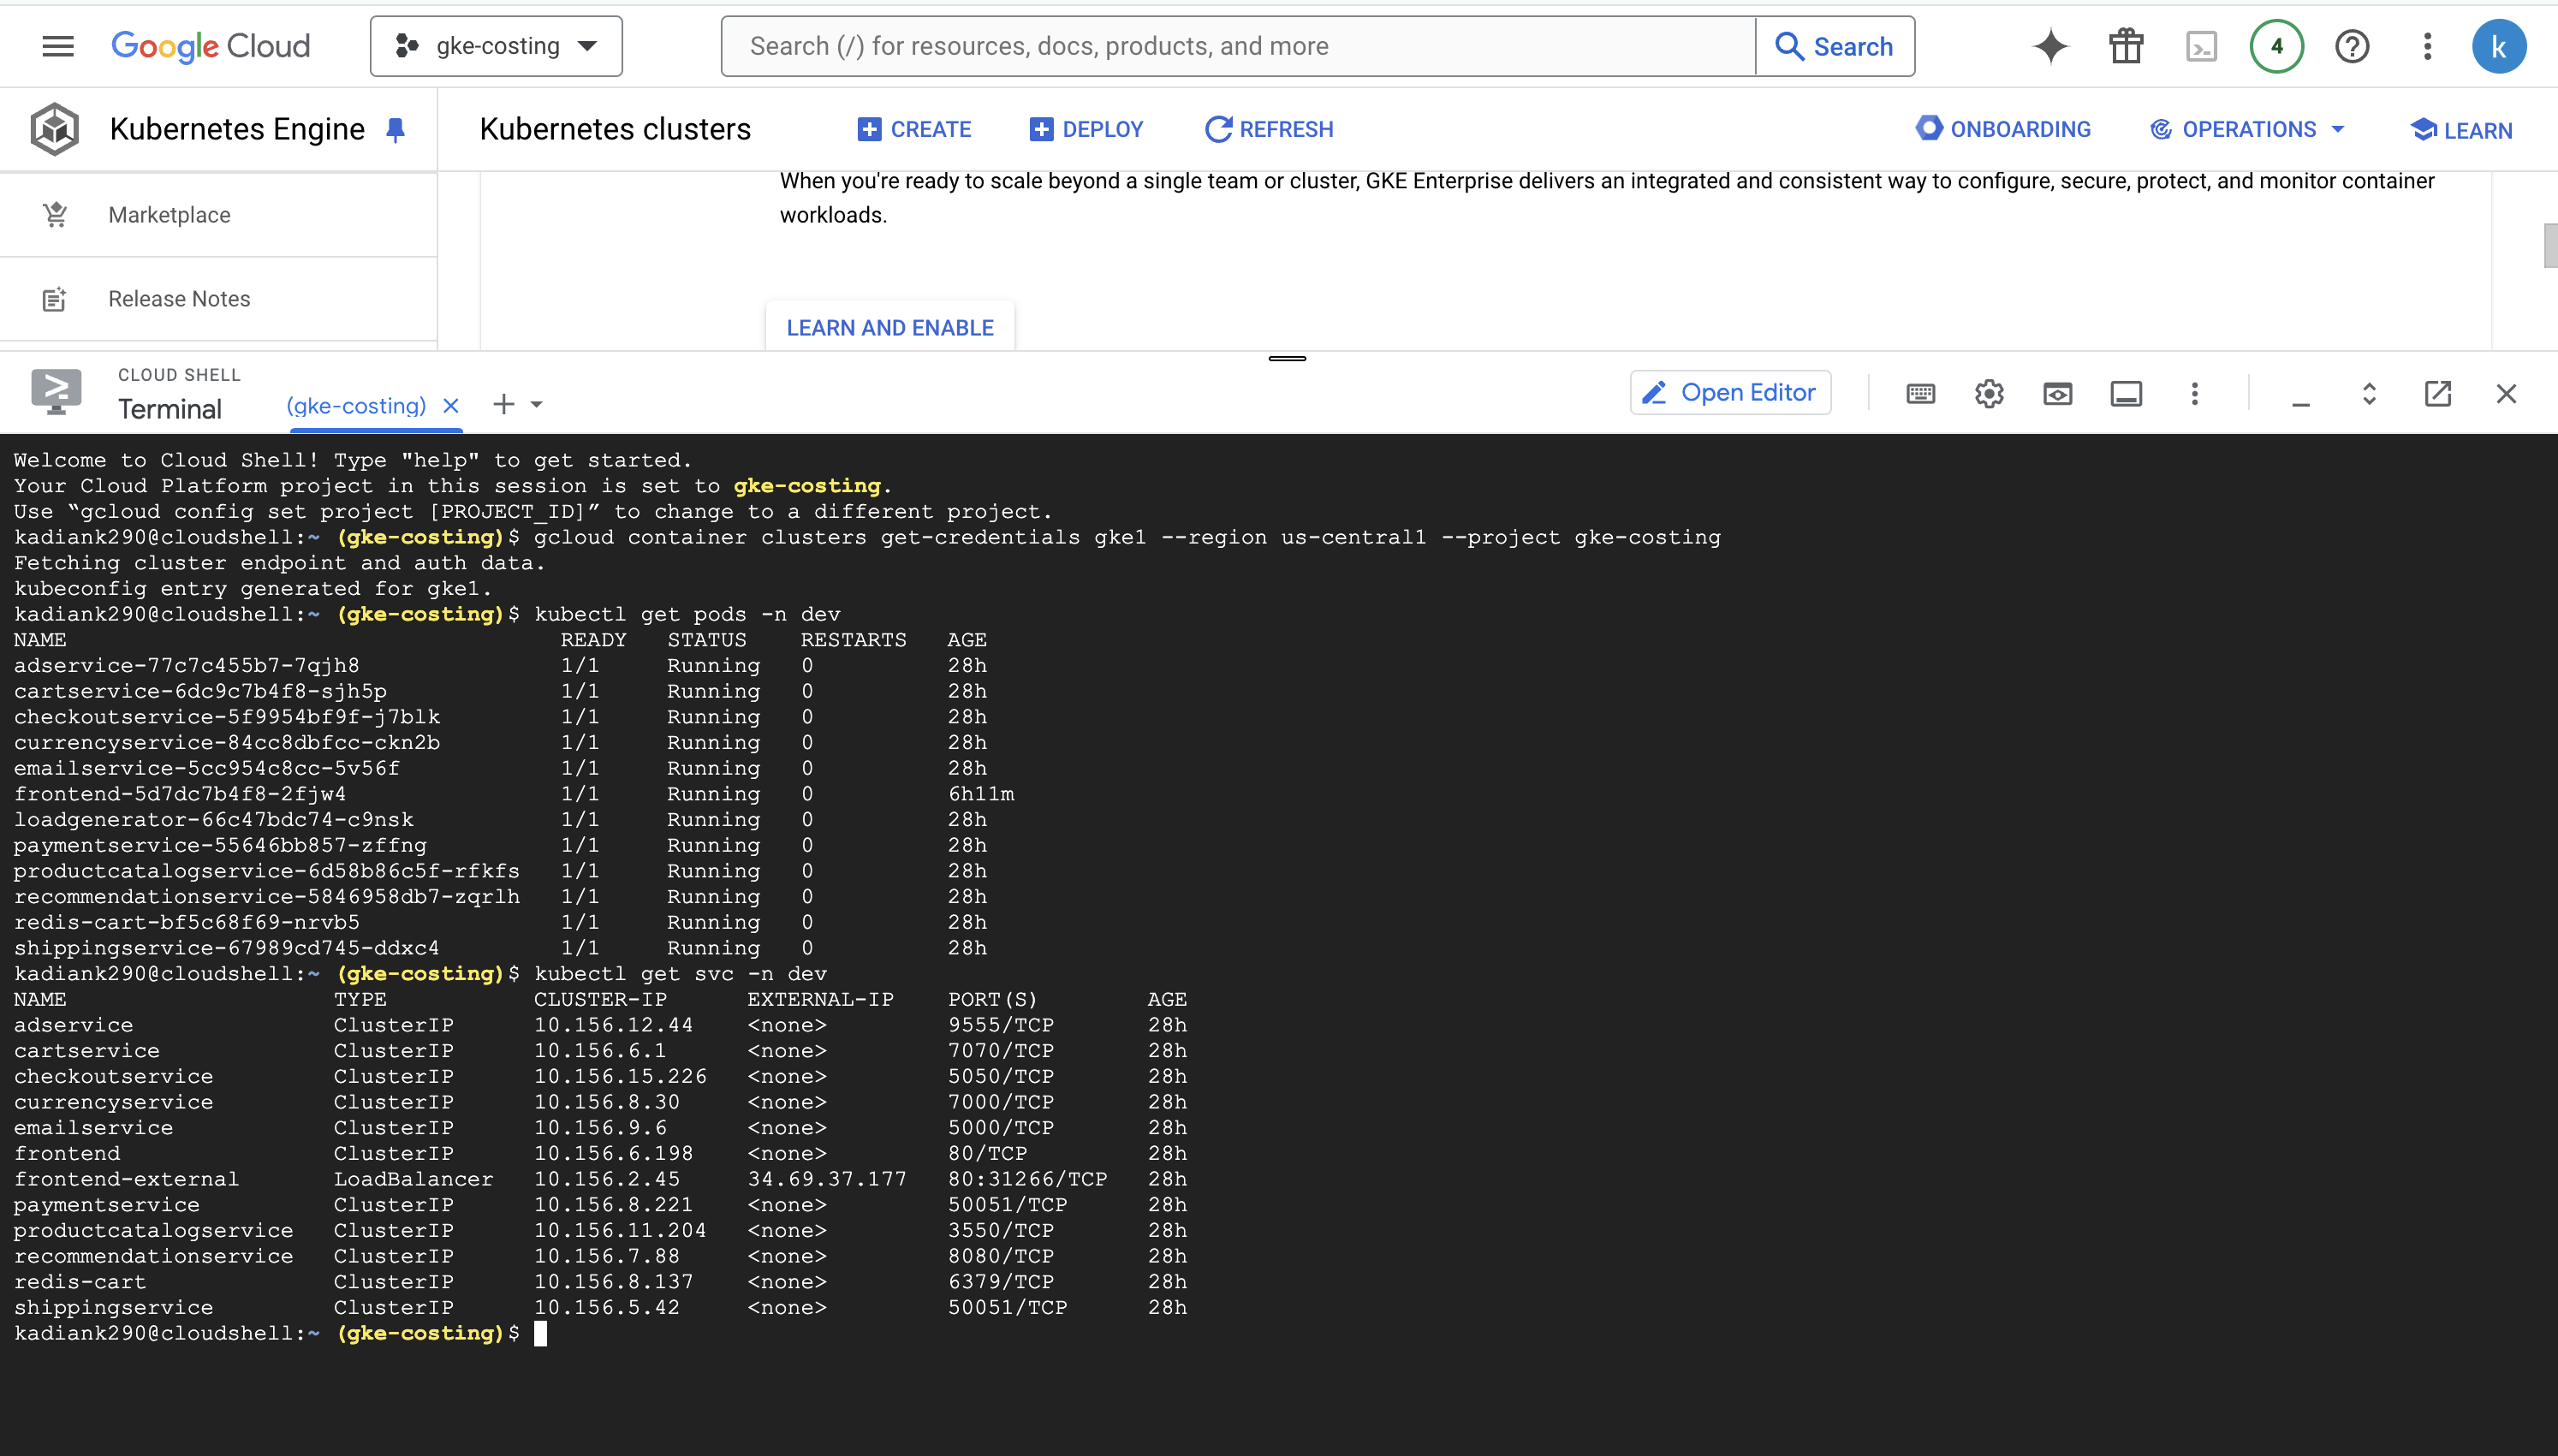 Google Cloud
gke-costing
Search (/) for resources, docs, products, and more
Search
4
k
Kubernetes Engine
Kubernetes clusters
CREATE
DEPLOY
REFRESH
ONBOARDING
OPERATIONS
LEARN
Marketplace
Release Notes
When you're ready to scale beyond a single team or cluster, GKE Enterprise delivers an integrated and consistent way to configure, secure, protect, and monitor container
workloads.
LEARN AND ENABLE
CLOUD SHELL
Terminal
(gke-costing)
Open Editor
Welcome to Cloud Shell! Type "help" to get started.
Your Cloud Platform project in this session is set to gke-costing.
Use “gcloud config set project [PROJECT_ID]” to change to a different project.
kadiank290@cloudshell:~ (gke-costing)$ gcloud container clusters get-credentials gke1 --region us-central1 --project gke-costing
Fetching cluster endpoint and auth data.
kubeconfig entry generated for gke1.
kadiank290@cloudshell:~ (gke-costing)$ kubectl get pods -n dev
NAME READY STATUS RESTARTS AGE
adservice-77c7c455b7-7qjh8 1/1 Running 0 28h
cartservice-6dc9c7b4f8-sjh5p 1/1 Running 0 28h
checkoutservice-5f9954bf9f-j7blk 1/1 Running 0 28h
currencyservice-84cc8dbfcc-ckn2b 1/1 Running 0 28h
emailservice-5cc954c8cc-5v56f 1/1 Running 0 28h
frontend-5d7dc7b4f8-2fjw4 1/1 Running 0 6h11m
loadgenerator-66c47bdc74-c9nsk 1/1 Running 0 28h
paymentservice-55646bb857-zffng 1/1 Running 0 28h
productcatalogservice-6d58b86c5f-rfkfs 1/1 Running 0 28h
recommendationservice-5846958db7-zqrlh 1/1 Running 0 28h
redis-cart-bf5c68f69-nrvb5 1/1 Running 0 28h
shippingservice-67989cd745-ddxc4 1/1 Running 0 28h
kadiank290@cloudshell:~ (gke-costing)$ kubectl get svc -n dev
NAME TYPE CLUSTER-IP EXTERNAL-IP PORT(S) AGE
adservice ClusterIP 10.156.12.44 <none> 9555/TCP 28h
cartservice ClusterIP 10.156.6.1 <none> 7070/TCP 28h
checkoutservice ClusterIP 10.156.15.226 <none> 5050/TCP 28h
currencyservice ClusterIP 10.156.8.30 <none> 7000/TCP 28h
emailservice ClusterIP 10.156.9.6 <none> 5000/TCP 28h
frontend ClusterIP 10.156.6.198 <none> 80/TCP 28h
frontend-external LoadBalancer 10.156.2.45 34.69.37.177 80:31266/TCP 28h
paymentservice ClusterIP 10.156.8.221 <none> 50051/TCP 28h
productcatalogservice ClusterIP 10.156.11.204 <none> 3550/TCP 28h
recommendationservice ClusterIP 10.156.7.88 <none> 8080/TCP 28h
redis-cart ClusterIP 10.156.8.137 <none> 6379/TCP 28h
shippingservice ClusterIP 10.156.5.42 <none> 50051/TCP 28h
kadiank290@cloudshell:~ (gke-costing)$